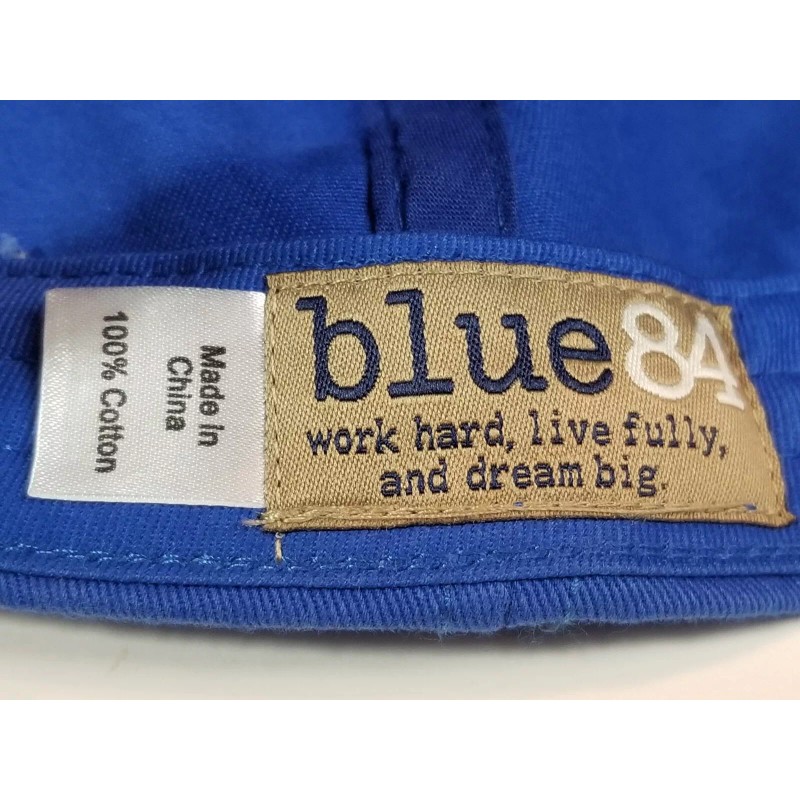 Made in
China
100% Cotton
blue84
work hard, live fully,
and dream big.